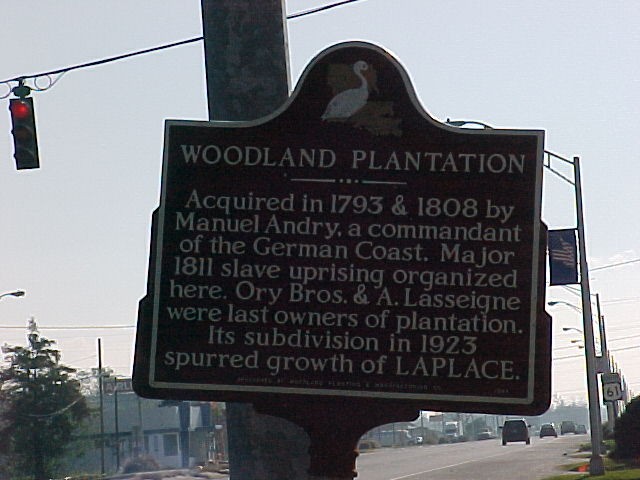 WOODLAND PLANTATION
Acquired in 1793 & 1808 by
Manuel Andry, a commandant
of the German Coast. Major
1811 slave uprising organized
here. Ory Bros. & A. Lasseigne
were last owners of plantation.
Its subdivision in 1923
spurred growth of LAPLACE.
61